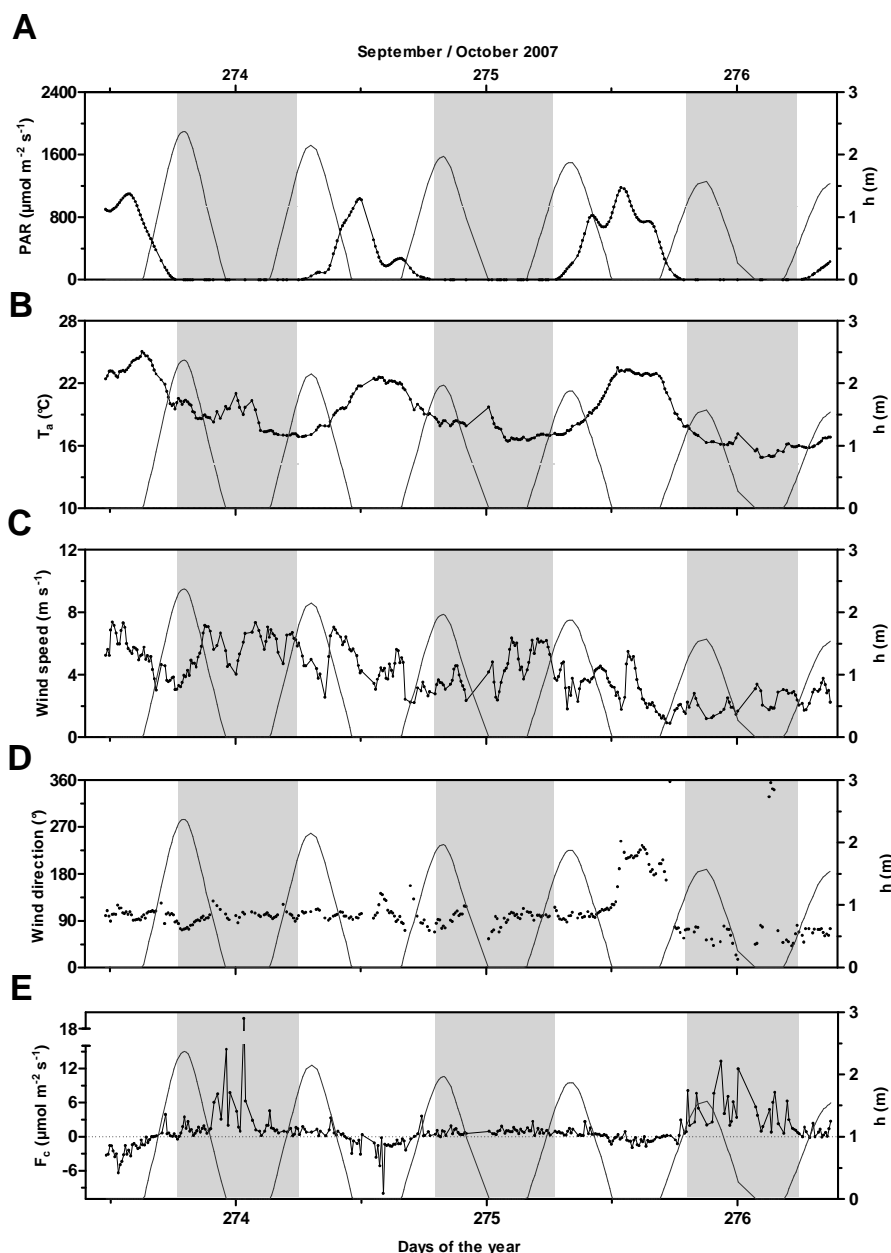 A
September / October 2007
274 275 276
2400 1600 800 0
PAR (µmol m-2 s-1)
3 2 1 0
h (m)
B
28 22 16 10
Ta (°C)
3 2 1 0
h (m)
C
12 8 4 0
Wind speed (m s-1)
3 2 1 0
h (m)
D
360 270 180 90 0
Wind direction (°)
3 2 1 0
h (m)
E
18 12 6 0 -6
Fc (µmol m-2 s-1)
3 2 1 0
h (m)
274 275 276
Days of the year